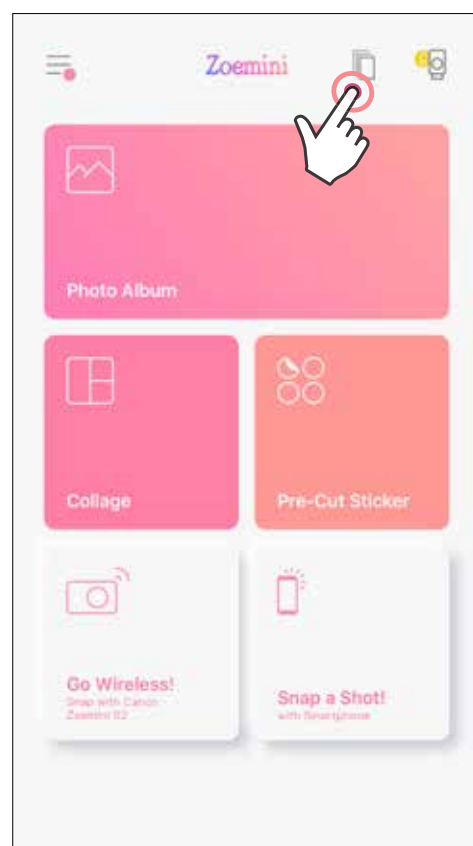 Zoemini
Photo Album
Collage
Pre-Cut Sticker
Go Wireless!
Snap with Canon
Zoemini S2
Snap a Shot!
with Smartphone